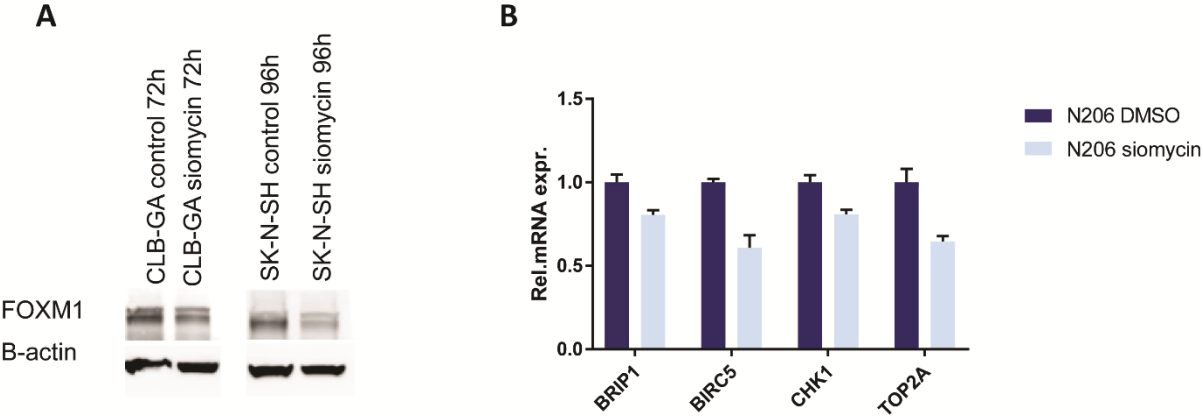 A
B
CLB-GA control 72h
CLB-GA siomycin 72h
SK-N-SH control 96h
SK-N-SH siomycin 96h
FOXM1
B-actin
Rel.mRNA expr.
1.5
1.0
0.5
0.0
BRIP1
BIRC5
CHK1
TOP2A
N206 DMSO
N206 siomycin